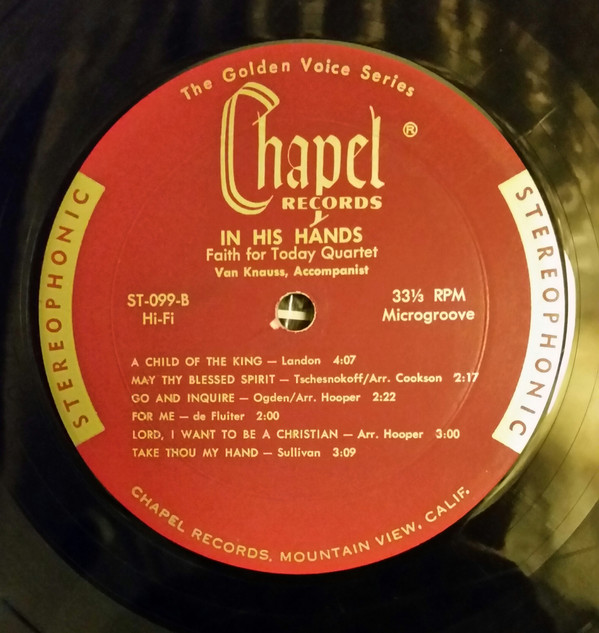 The Golden Voice Series
Chapel ®
RECORDS
IN HIS HANDS
Faith for Today Quartet
Van Knauss, Accompanist
STEREOPHONIC
STEREOPHONIC
ST-099-B
Hi-Fi
33⅓ RPM
Microgroove
A CHILD OF THE KING — Landon 4:07
MAY THY BLESSED SPIRIT — Tschesnokoff/Arr. Cookson 2:17
GO AND INQUIRE — Ogden/Arr. Hooper 2:22
FOR ME — de Fluiter 2:00
LORD, I WANT TO BE A CHRISTIAN — Arr. Hooper 3:00
TAKE THOU MY HAND — Sullivan 3:09
CHAPEL RECORDS, MOUNTAIN VIEW, CALIF.